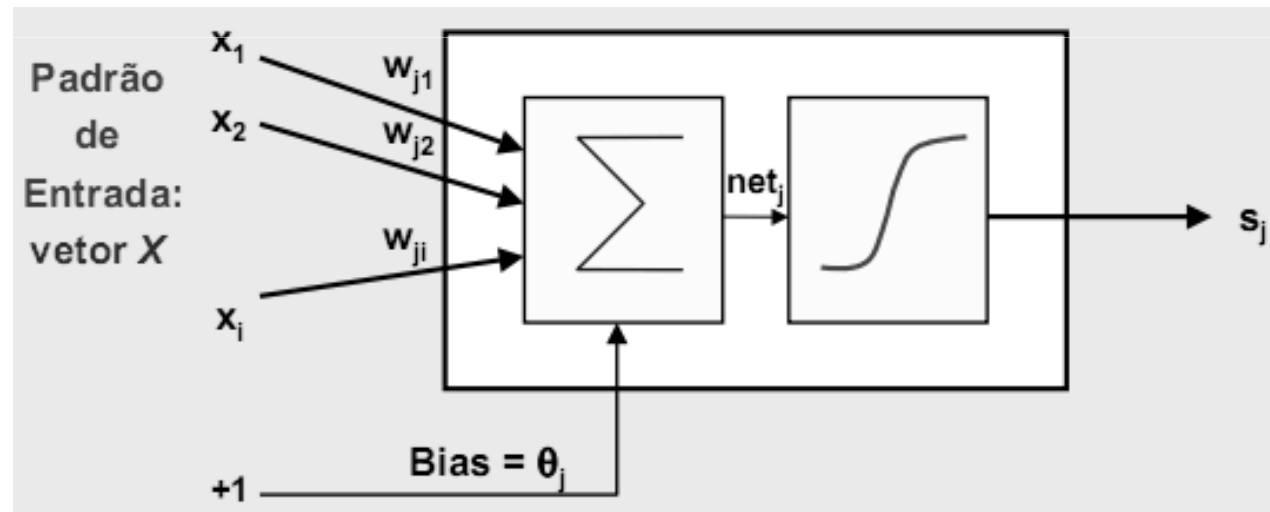 Padrão
de
Entrada:
vetor X
x1
x2
xi
wj1
wj2
wji
netj
sj
Bias = θj
+1